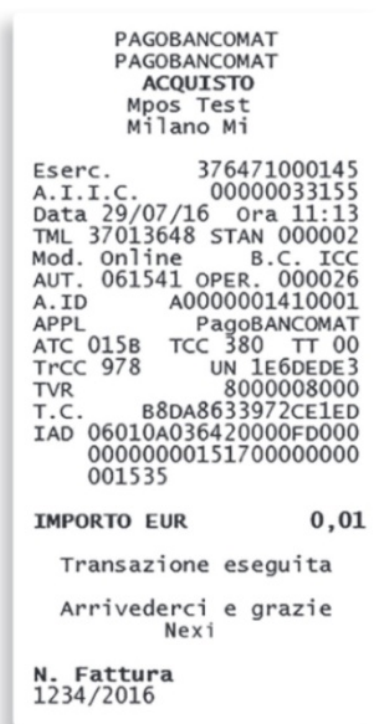 PAGOBANCOMAT
PAGOBANCOMAT
ACQUISTO
Mpos Test
Milano Mi
Eserc. 376471000145
A.I.I.C. 00000033155
Data 29/07/16 Ora 11:13
TML 37013648 STAN 000002
Mod. Online B.C. ICC
AUT. 061541 OPER. 000026
A.ID A0000001410001
APPL PagoBANCOMAT
ATC 015B TCC 380 TT 00
TrCC 978 UN 1E6DEDE3
TVR 8000008000
T.C. B8DA8633972CE1ED
IAD 06010A036420000FD000
00000000151700000000
001535
IMPORTO EUR 0,01
Transazione eseguita
Arrivederci e grazie
Nexi
N. Fattura
1234/2016